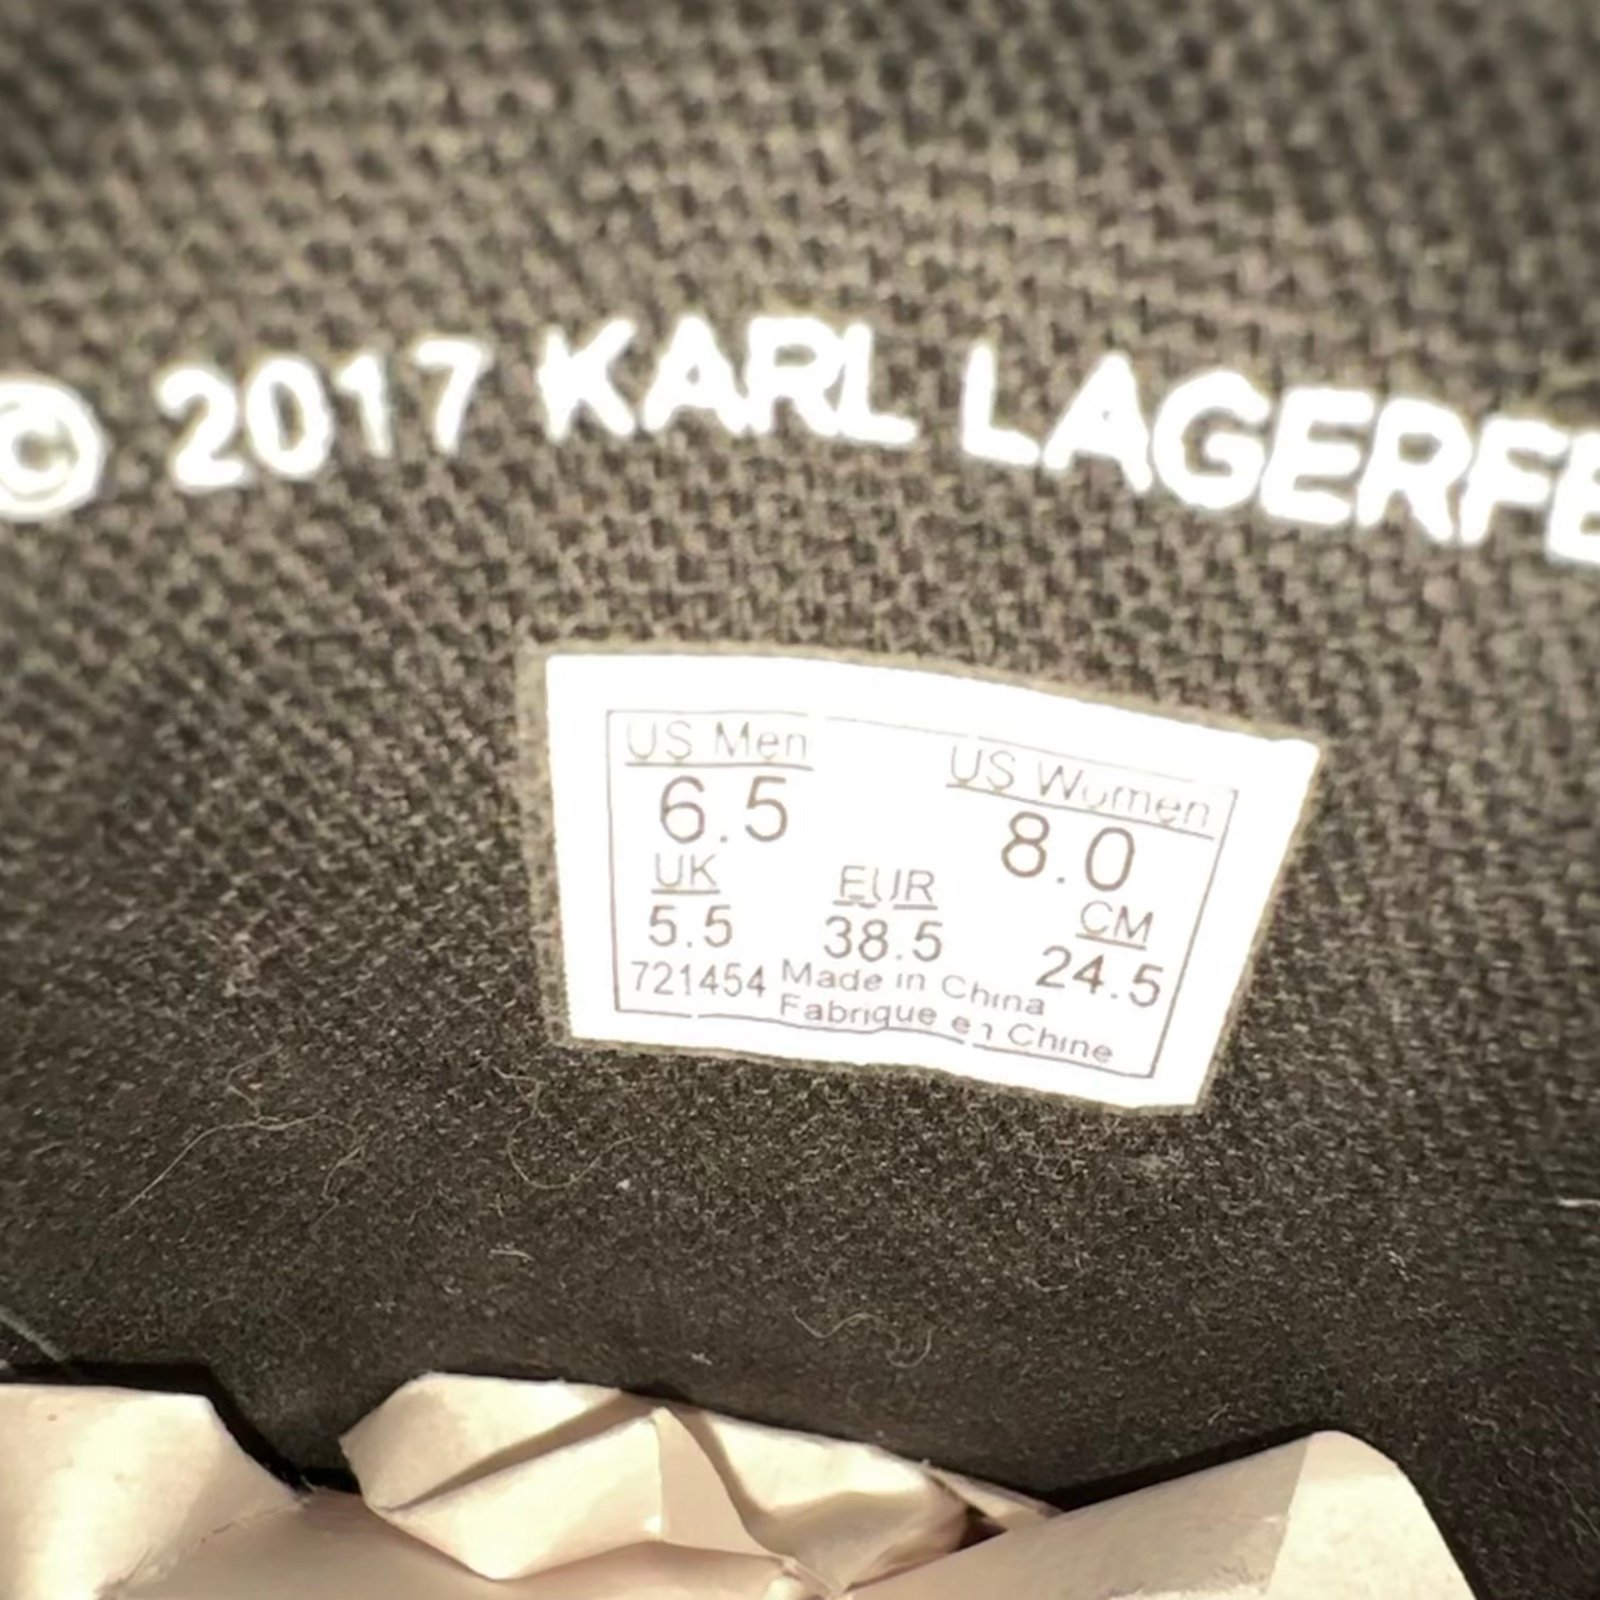 © 2017 KARL LAGERFE
US Men US Women
6.5 8.0
UK EUR CM
5.5 38.5 24.5
721454 Made in China
Fabrique en Chine